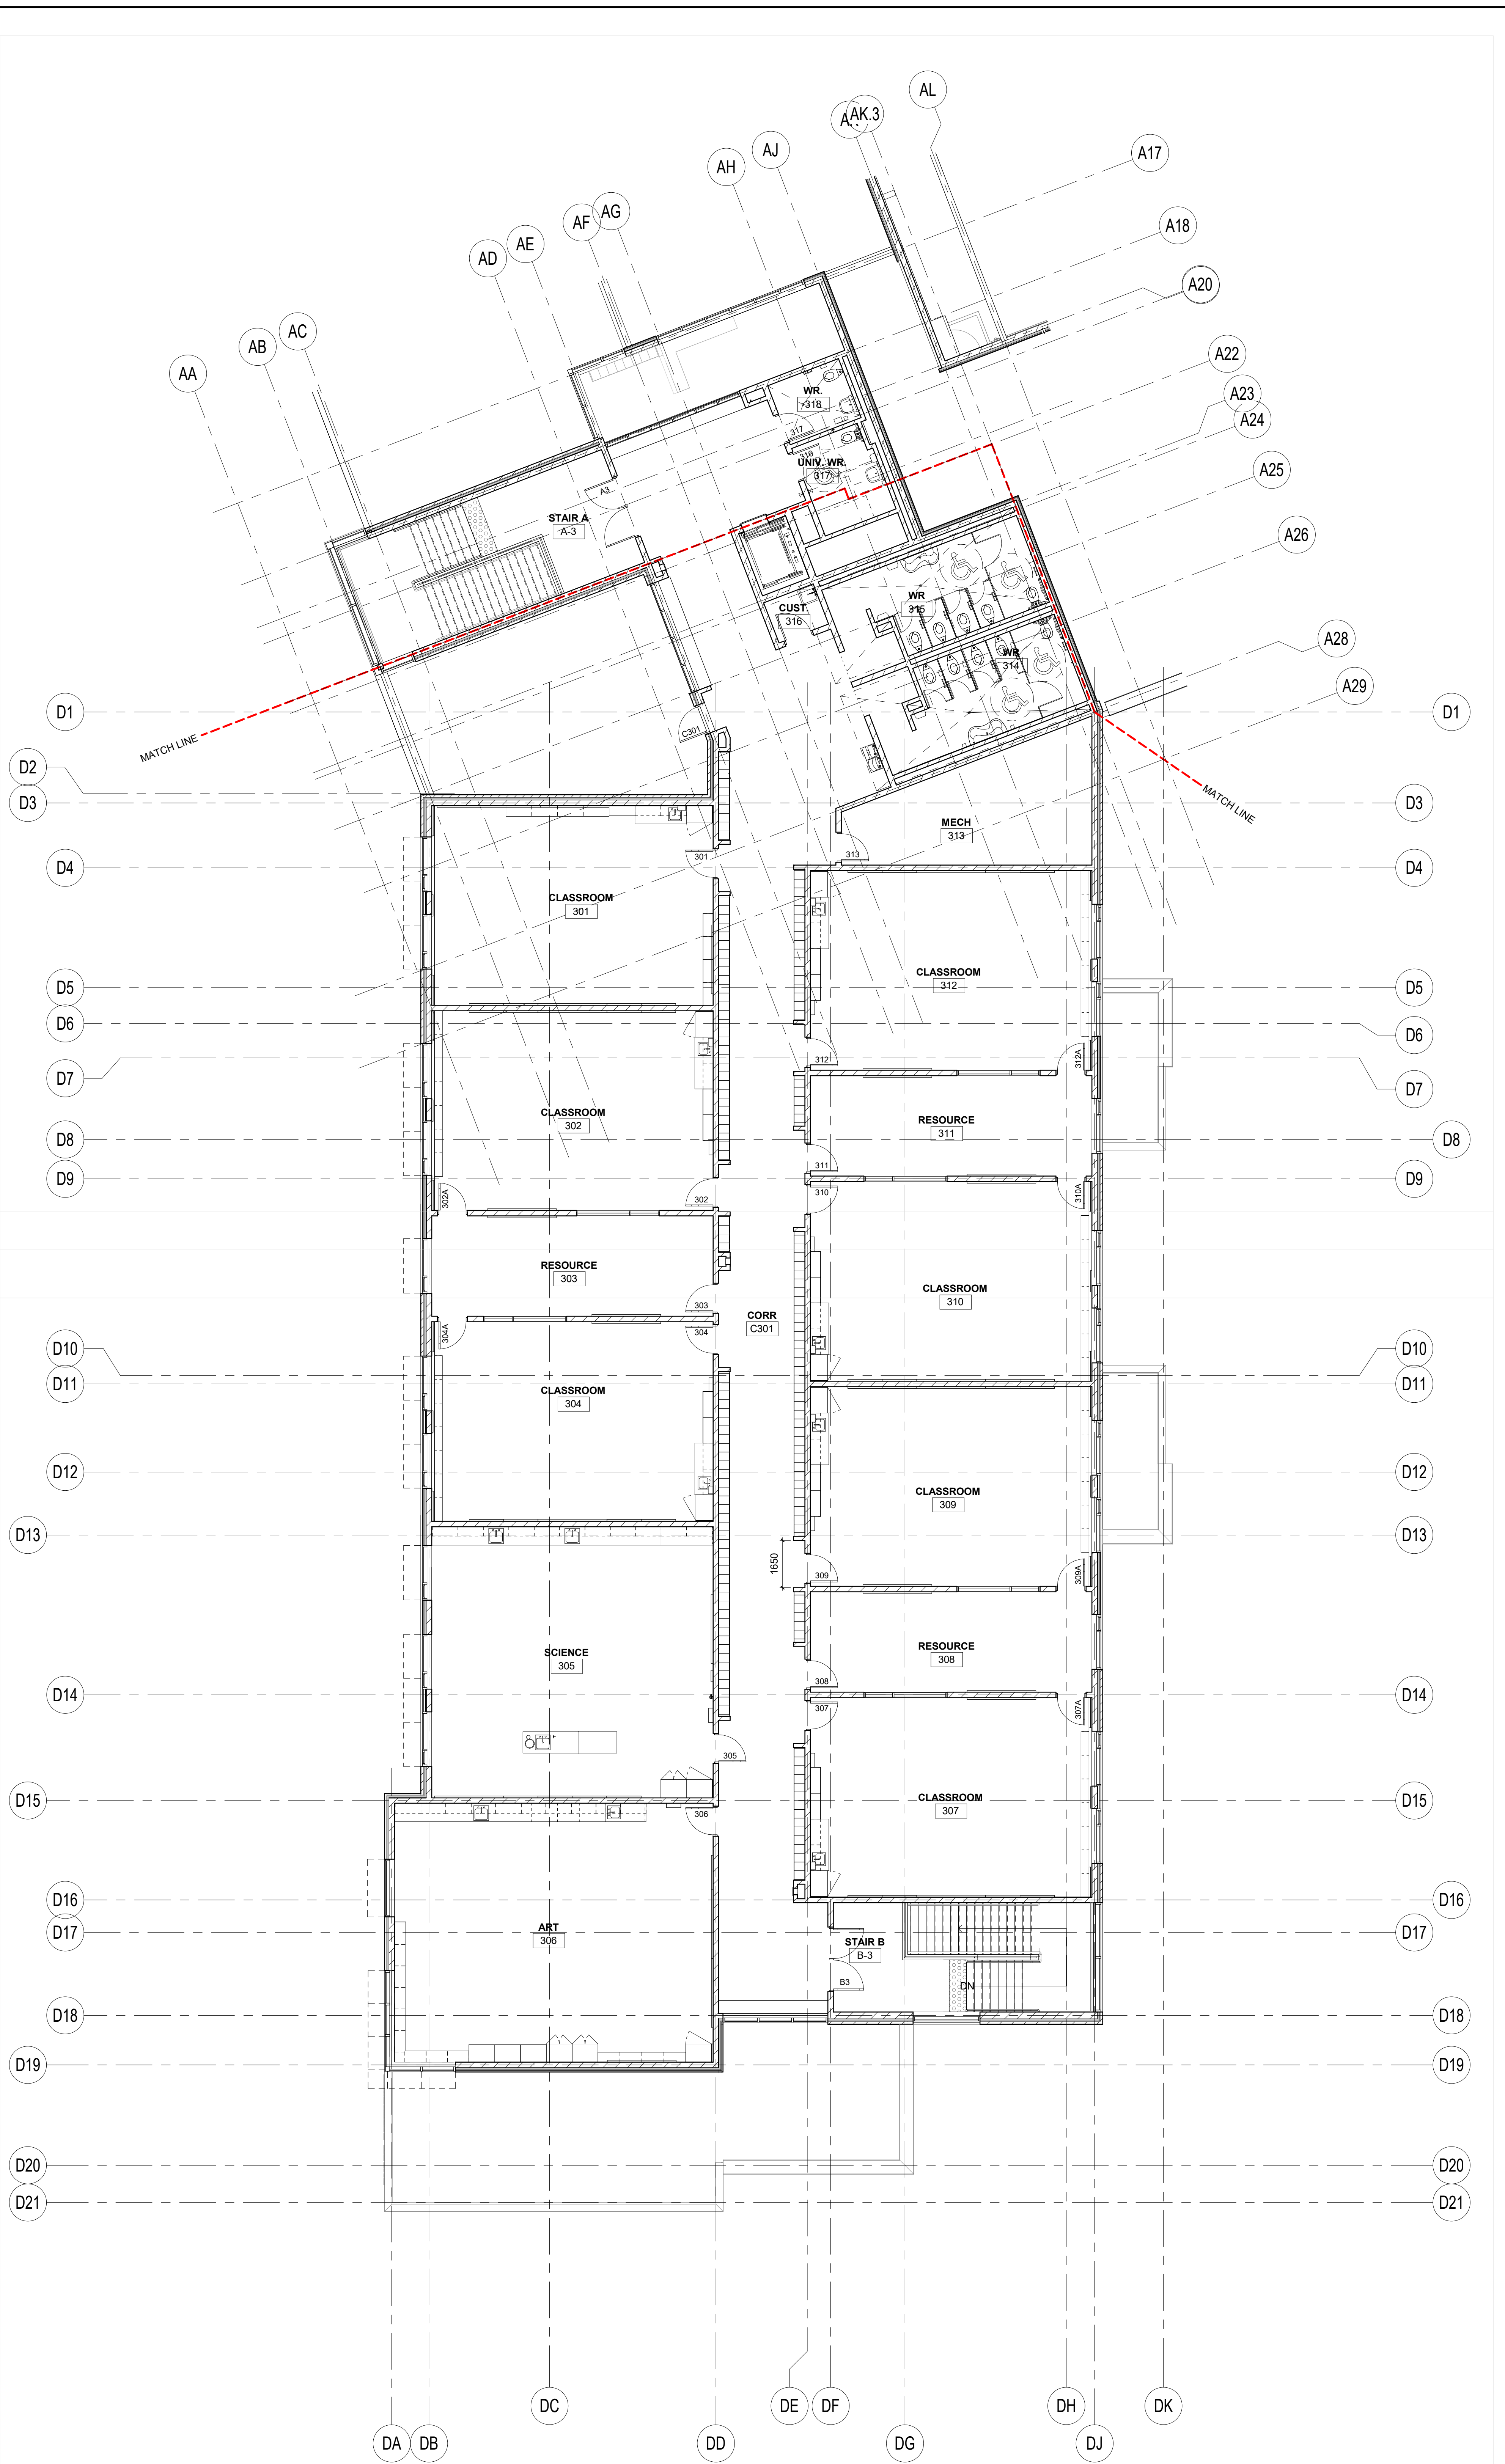 AL
AK.3
AJ
A17
AH
AG
A18
AF
AE
AD
A20
AC
AB
A22
AA
A23
WR.
318
A24
317
316
UNIV. WR.
317
A25
A3
STAIR A
A-3
A26
WR
315
CUST.
316
A28
WR
314
A29
D1
D1
C301
MATCH LINE
D2
D3
D3
MATCH LINE
MECH
313
313
301
D4
D4
CLASSROOM
301
CLASSROOM
312
D5
D5
D6
D6
312
312A
D7
D7
CLASSROOM
302
RESOURCE
311
D8
D8
311
D9
D9
310
302
302A
310A
RESOURCE
303
CLASSROOM
310
303
CORR
C301
304
304A
D10
D10
D11
D11
CLASSROOM
304
D12
D12
CLASSROOM
309
D13
D13
1650
309
309A
SCIENCE
305
RESOURCE
308
308
D14
D14
307
307A
305
D15
D15
CLASSROOM
307
306
D16
D16
ART
306
D17
D17
STAIR B
B-3
B3
DN
D18
D18
D19
D19
D20
D20
D21
D21
DC
DE
DF
DH
DK
DA
DB
DD
DG
DJ